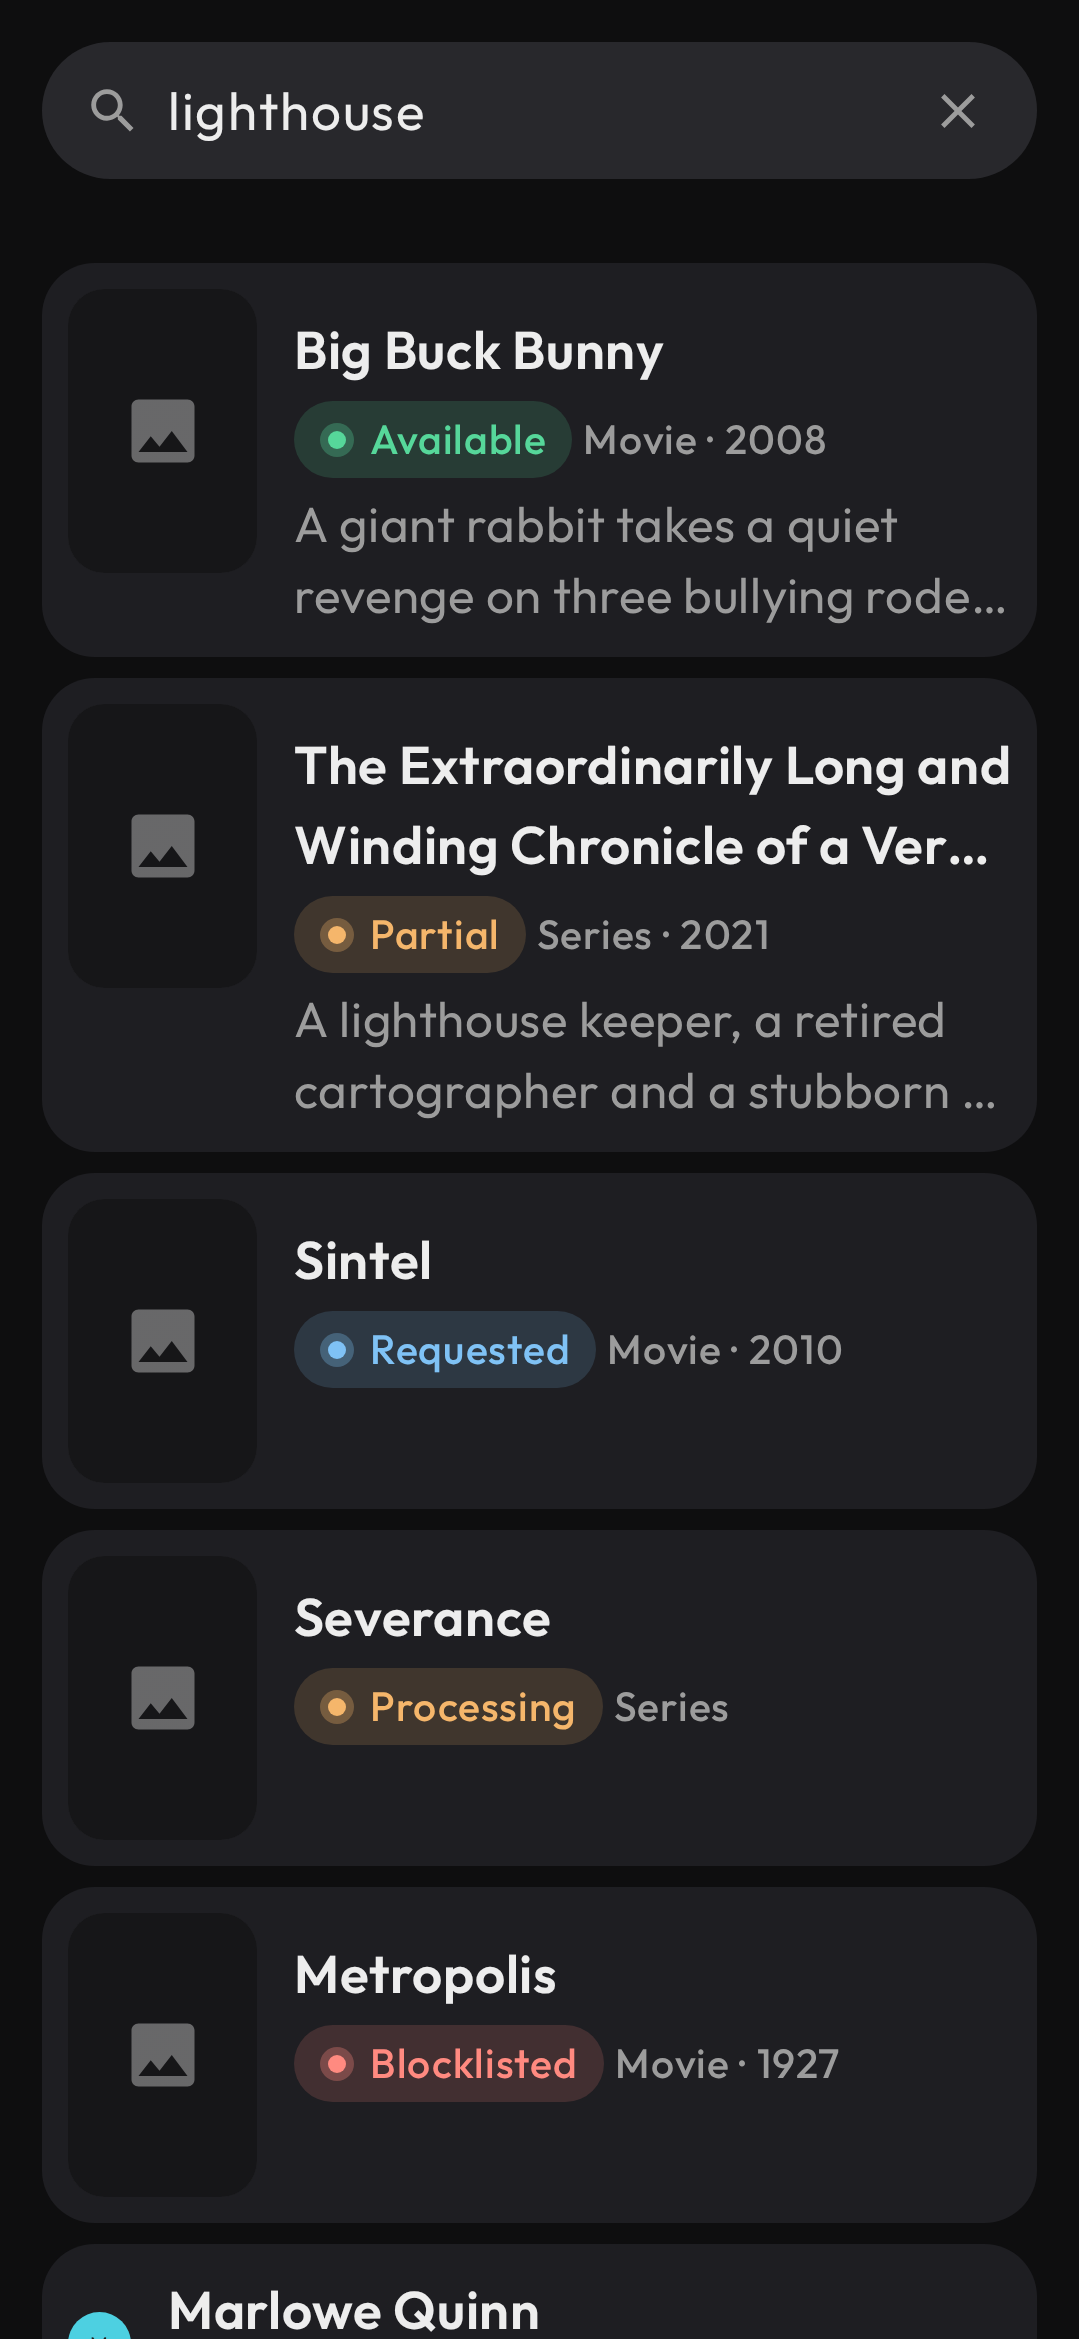 lighthouse
Big Buck Bunny
Available Movie · 2008
A giant rabbit takes a quiet
revenge on three bullying rode...
The Extraordinarily Long and
Winding Chronicle of a Ver...
Partial Series · 2021
A lighthouse keeper, a retired
cartographer and a stubborn ...
Sintel
Requested Movie · 2010
Severance
Processing Series
Metropolis
Blocklisted Movie · 1927
Marlowe Quinn